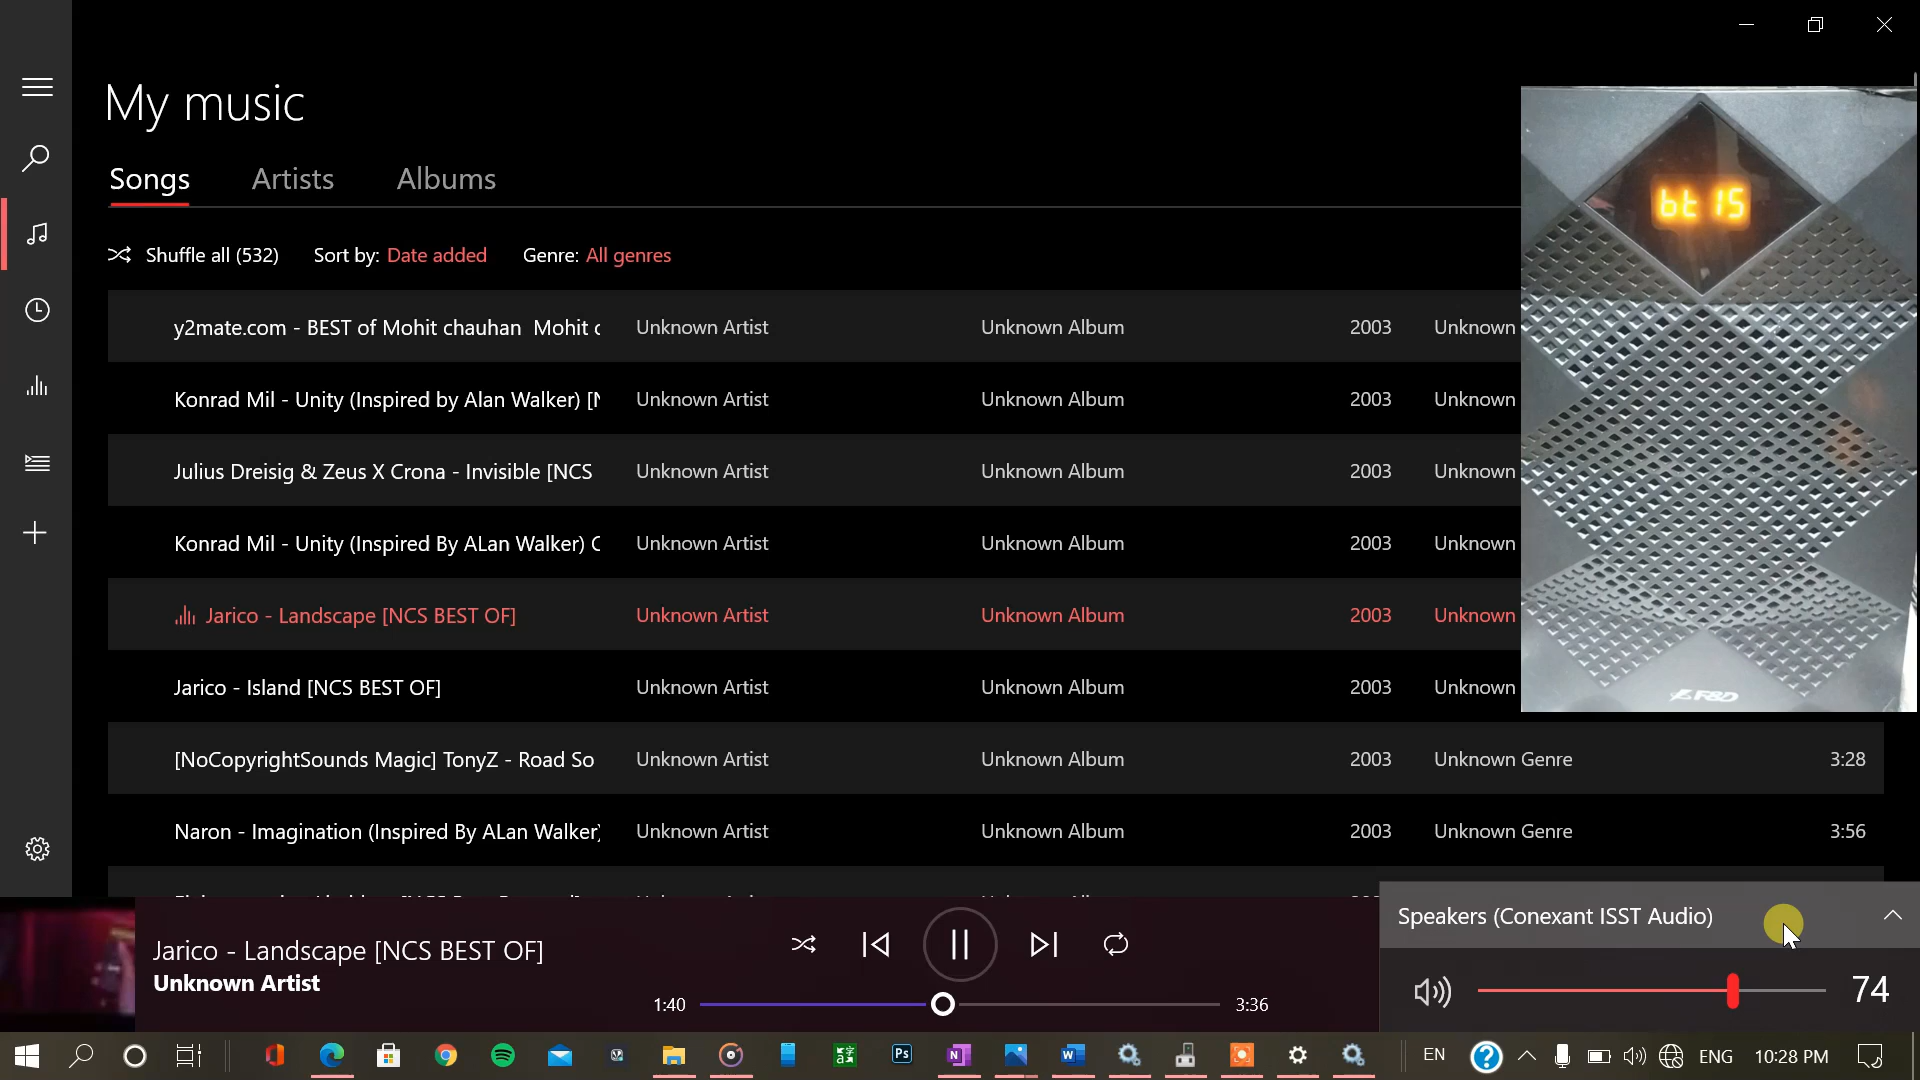 My music
Songs Artists Albums
Shuffle all (532) Sort by: Date added Genre: All genres
bt 15
y2mate.com - BEST of Mohit chauhan Mohit c Unknown Artist Unknown Album 2003 Unknown
Konrad Mil - Unity (Inspired by Alan Walker) [N Unknown Artist Unknown Album 2003 Unknown
Julius Dreisig & Zeus X Crona - Invisible [NCS Unknown Artist Unknown Album 2003 Unknown
Konrad Mil - Unity (Inspired By ALan Walker) C Unknown Artist Unknown Album 2003 Unknown
Jarico - Landscape [NCS BEST OF] Unknown Artist Unknown Album 2003 Unknown
Jarico - Island [NCS BEST OF] Unknown Artist Unknown Album 2003 Unknown
F&D
[NoCopyrightSounds Magic] TonyZ - Road So Unknown Artist Unknown Album 2003 Unknown Genre 3:28
Naron - Imagination (Inspired By ALan Walker) Unknown Artist Unknown Album 2003 Unknown Genre 3:56
Jarico - Landscape [NCS BEST OF]
Unknown Artist
1:40 3:36
Speakers (Conexant ISST Audio)
74
Ps N W EN ? ENG 10:28 PM